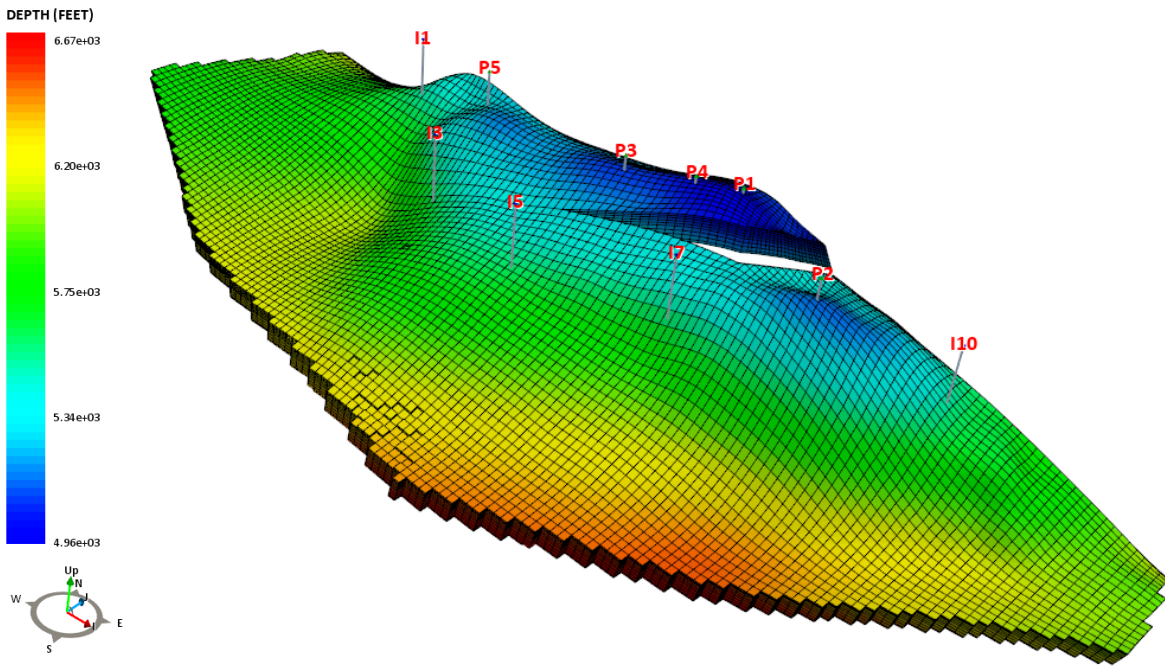 DEPTH (FEET)
6.67e+03
6.20e+03
5.75e+03
5.34e+03
4.96e+03
I1
P5
I3
P3
P4
P1
I5
I7
P2
I10
Up
N
J
W
E
I
S